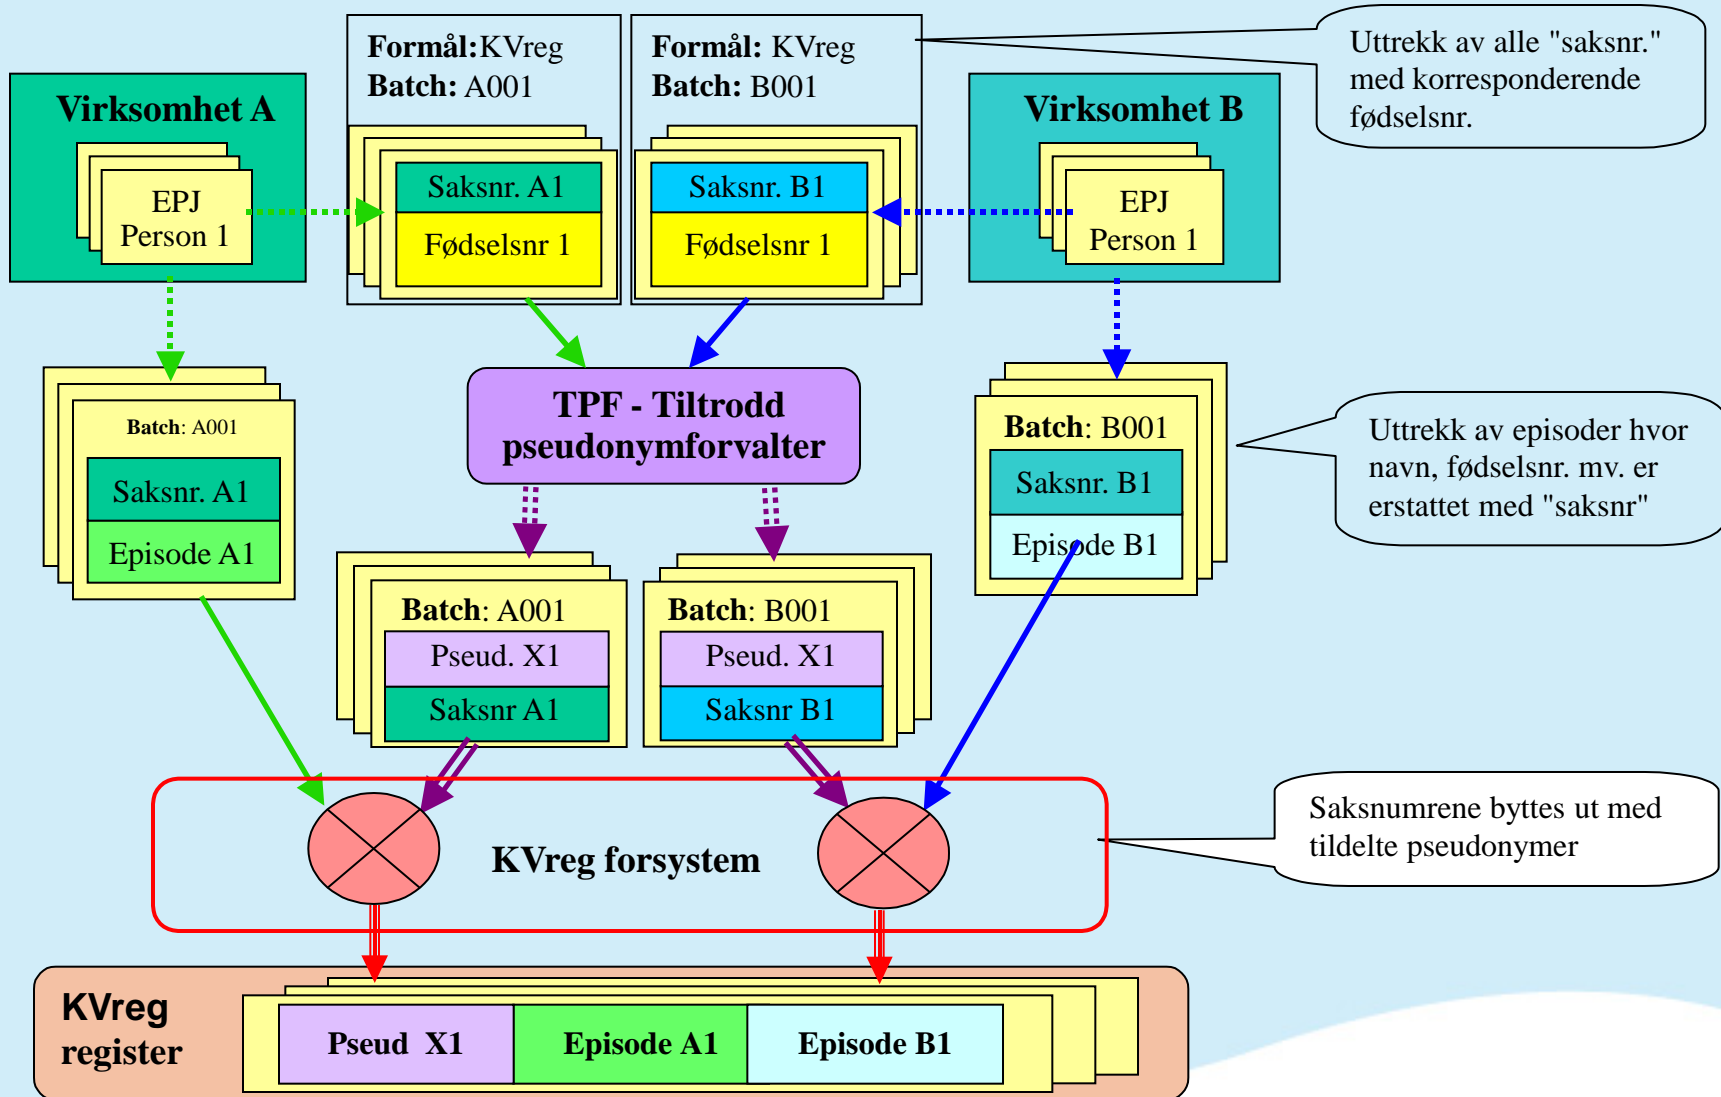 Formål:KVreg
Batch: A001
Formål: KVreg
Batch: B001
Uttrekk av alle "saksnr."
med korresponderende
fødselsnr.
Virksomhet A
Virksomhet B
EPJ
Person 1
Saksnr. A1
Fødselsnr 1
Saksnr. B1
Fødselsnr 1
EPJ
Person 1
TPF - Tiltrodd
pseudonymforvalter
Batch: A001
Saksnr. A1
Episode A1
Batch: B001
Saksnr. B1
Episode B1
Uttrekk av episoder hvor
navn, fødselsnr. mv. er
erstattet med "saksnr"
Batch: A001
Pseud. X1
Saksnr A1
Batch: B001
Pseud. X1
Saksnr B1
KVreg forsystem
Saksnumrene byttes ut med
tildelte pseudonymer
KVreg
register
Pseud X1
Episode A1
Episode B1